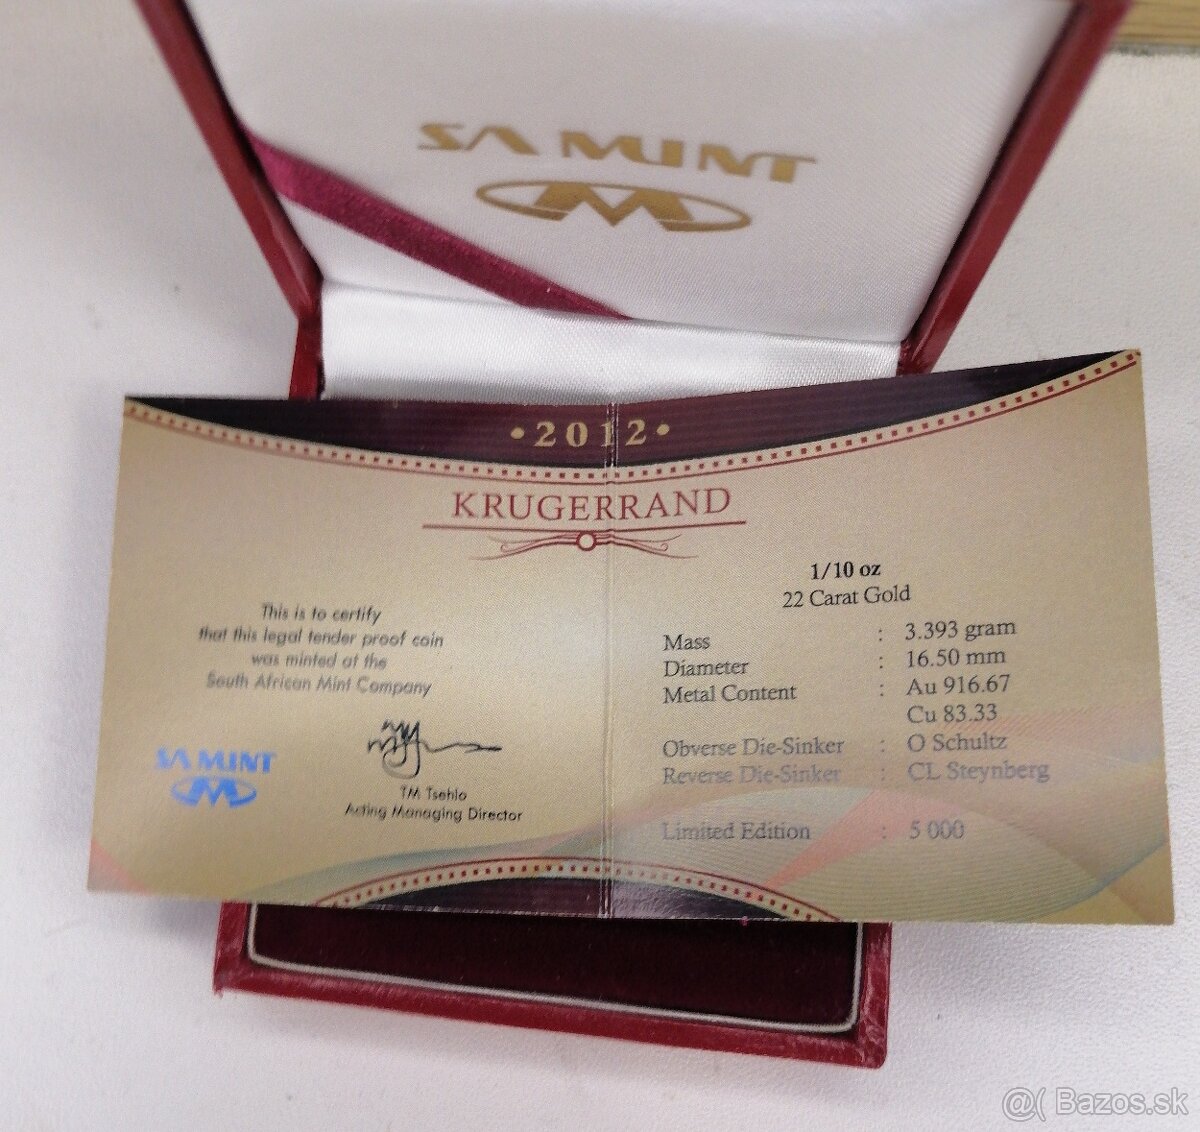 SA MINT
• 2012 •
KRUGERRAND
This is to certify
that this legal tender proof coin
was minted at the
South African Mint Company
SA MINT
TM Tsehlo
Acting Managing Director
1/10 oz
22 Carat Gold
Mass : 3.393 gram
Diameter : 16.50 mm
Metal Content : Au 916.67
Cu 83.33
Obverse Die-Sinker : O Schultz
Reverse Die-Sinker : CL Steynberg
Limited Edition : 5 000
@( Bazos.sk